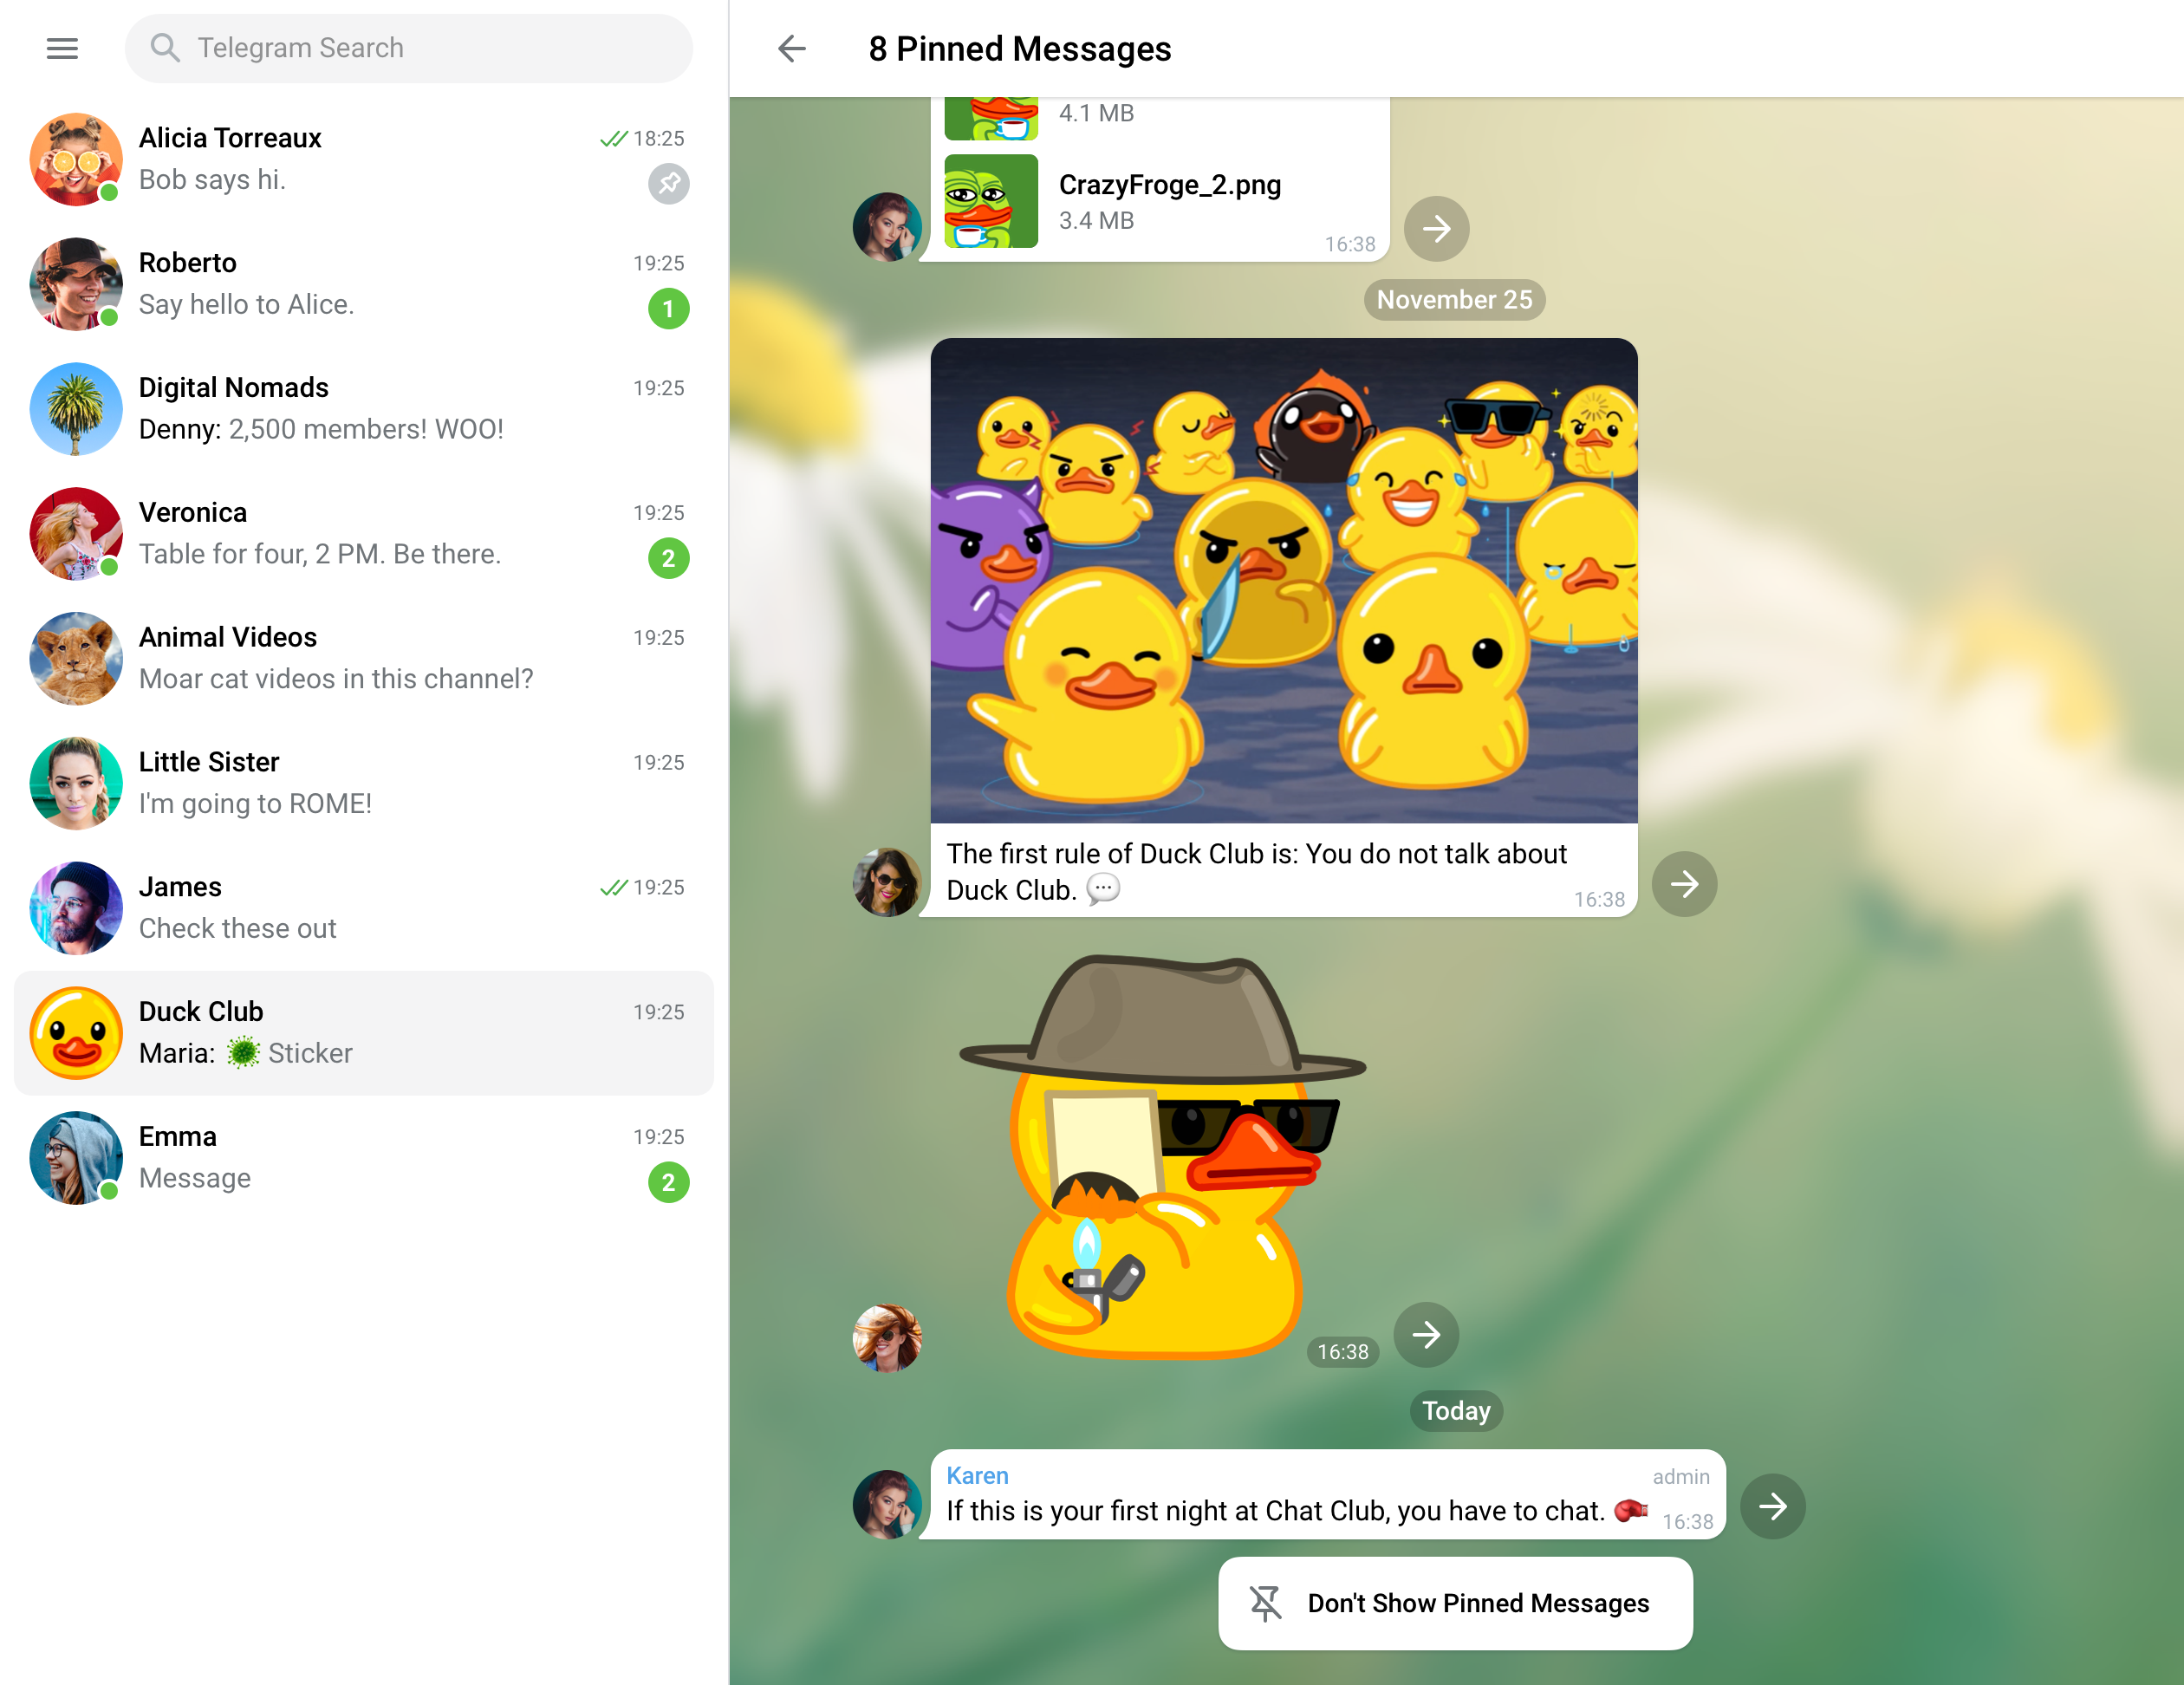 Telegram Search
Alicia Torreaux
18:25
Bob says hi.
Roberto
19:25
Say hello to Alice.
1
Digital Nomads
19:25
Denny: 2,500 members! WOO!
Veronica
19:25
Table for four, 2 PM. Be there.
2
Animal Videos
19:25
Moar cat videos in this channel?
Little Sister
19:25
I'm going to ROME!
James
19:25
Check these out
Duck Club
19:25
Maria: 🦠 Sticker
Emma
19:25
Message
2
8 Pinned Messages
4.1 MB
CrazyFroge_2.png
3.4 MB
16:38
November 25
The first rule of Duck Club is: You do not talk about
Duck Club. 💬
16:38
16:38
Today
Karen
admin
If this is your first night at Chat Club, you have to chat. 🥊
16:38
Don't Show Pinned Messages